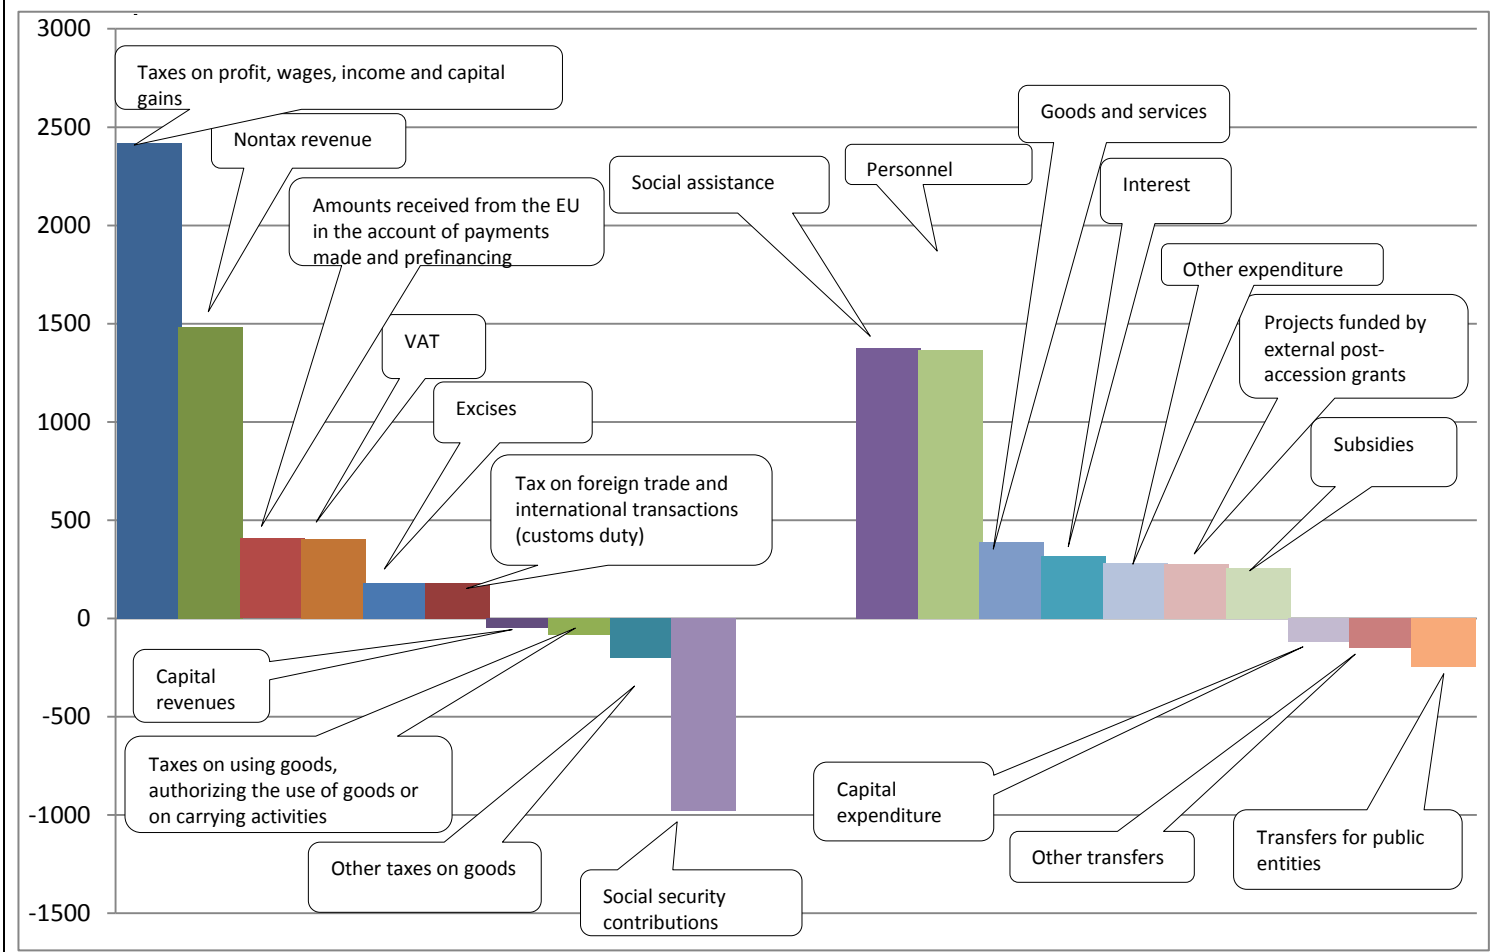 3000
2500
2000
1500
1000
500
0
-500
-1000
-1500
Taxes on profit, wages, income and capital
gains
Nontax revenue
Amounts received from the EU
in the account of payments
made and prefinancing
VAT
Excises
Tax on foreign trade and
international transactions
(customs duty)
Capital
revenues
Taxes on using goods,
authorizing the use of goods or
on carrying activities
Other taxes on goods
Social security
contributions
Social assistance
Personnel
Goods and services
Interest
Other expenditure
Projects funded by
external post-
accession grants
Subsidies
Capital
expenditure
Other transfers
Transfers for public
entities